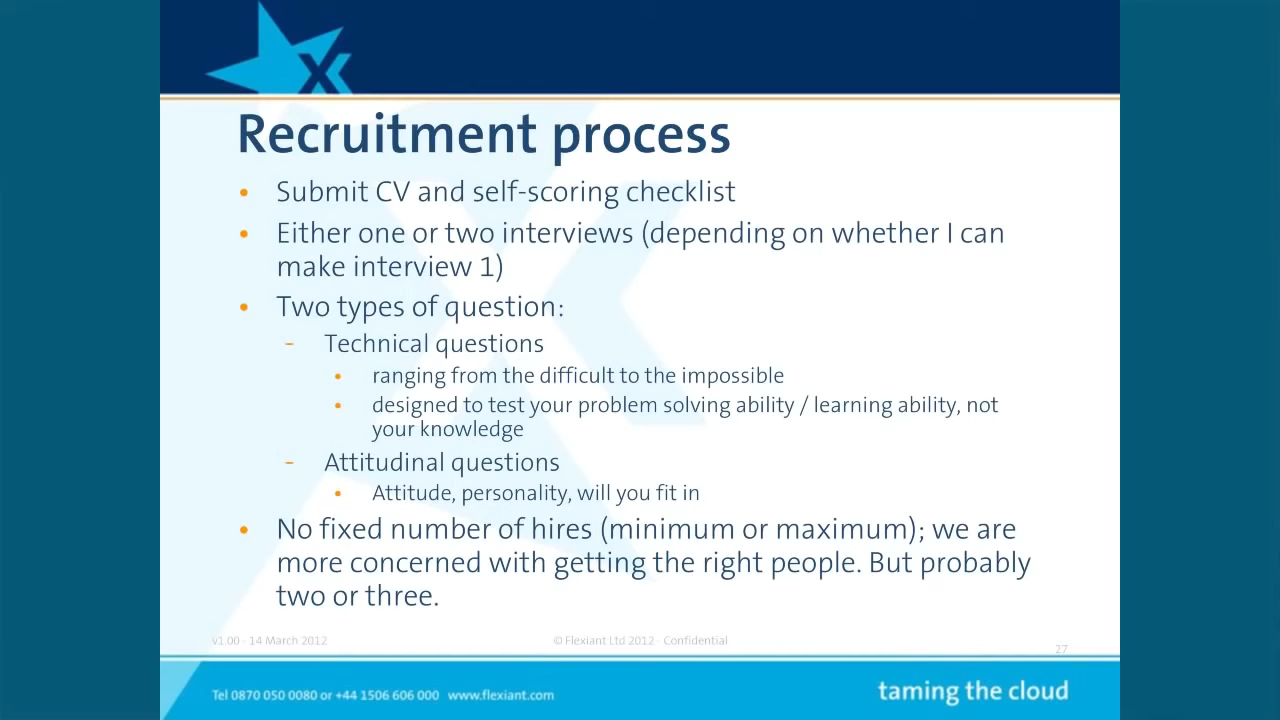 Recruitment process
• Submit CV and self-scoring checklist
• Either one or two interviews (depending on whether I can
make interview 1)
• Two types of question:
- Technical questions
• ranging from the difficult to the impossible
• designed to test your problem solving ability / learning ability, not
your knowledge
- Attitudinal questions
• Attitude, personality, will you fit in
• No fixed number of hires (minimum or maximum); we are
more concerned with getting the right people. But probably
two or three.
v1.00 - 14 March 2012 © Flexiant Ltd 2012 - Confidential
27
Tel 0870 050 0080 or +44 1506 606 000 www.flexiant.com taming the cloud